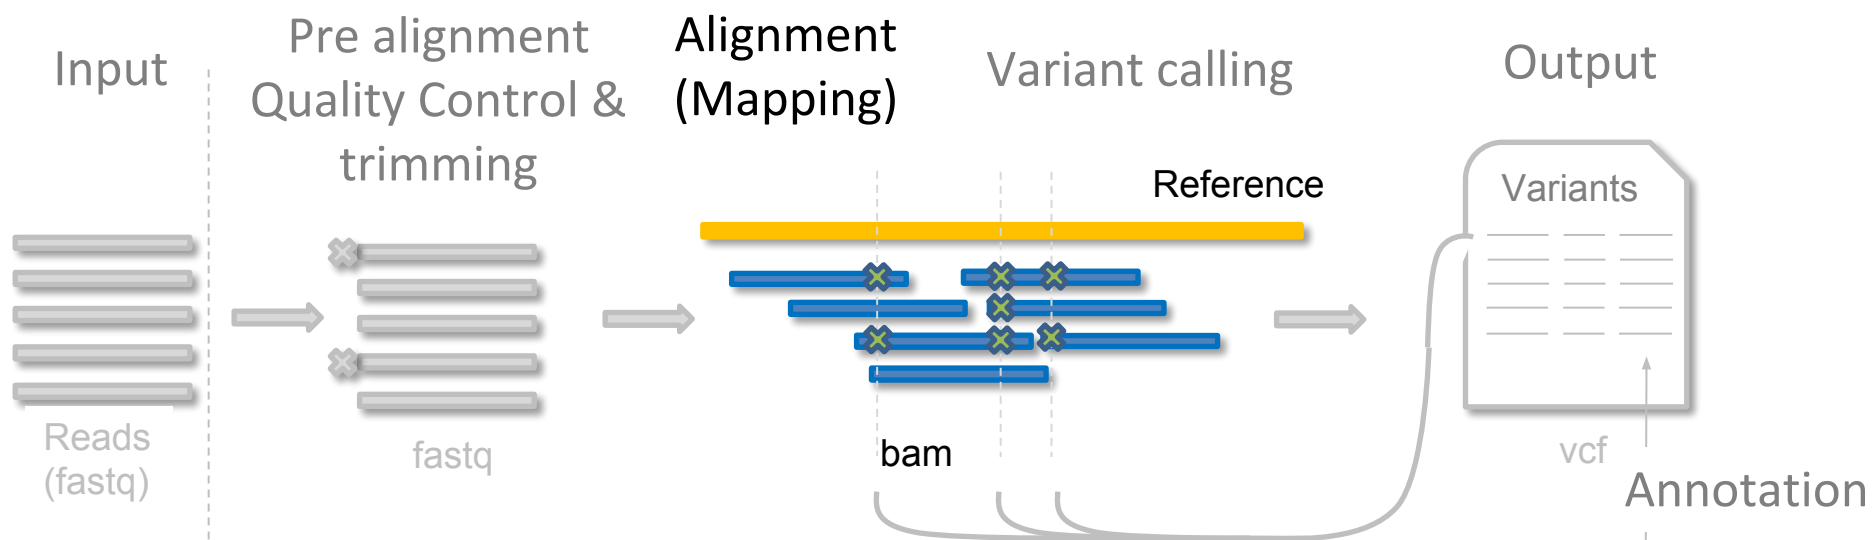 Input
Pre alignment
Quality Control &
trimming
Alignment
(Mapping)
Variant calling
Output
Reference
Variants
Reads
(fastq)
fastq
bam
vcf
Annotation